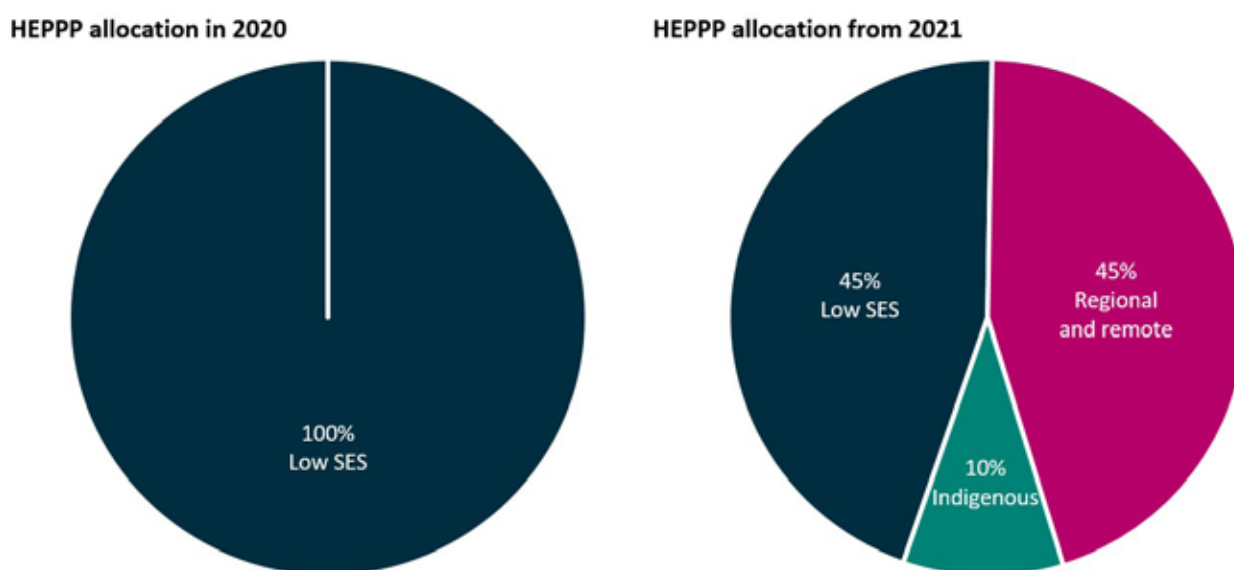 HEPPP allocation in 2020
100%
Low SES
HEPPP allocation from 2021
45%
Low SES
45%
Regional
and remote
10%
Indigenous